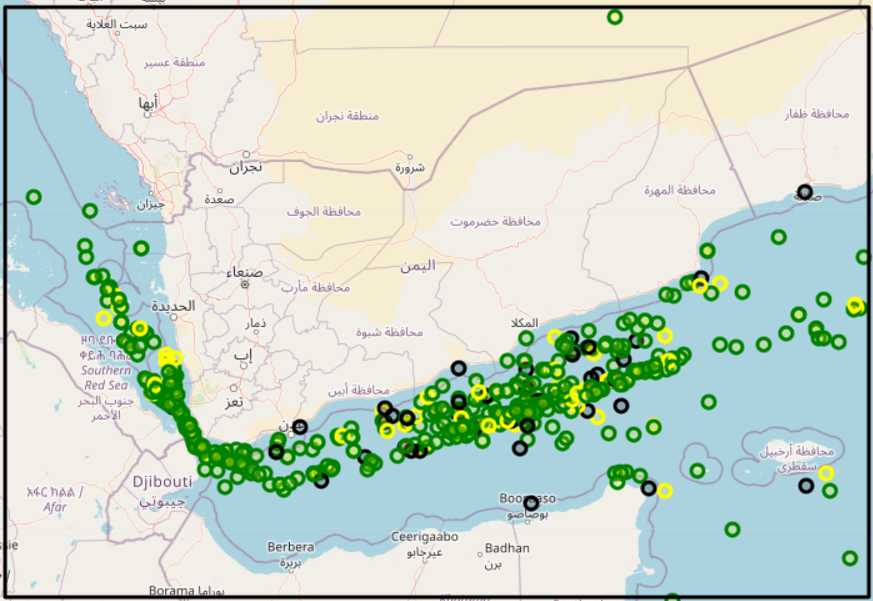 سبت العلاية
منطقة عسير
أبها
محافظة ظفار
منطقة نجران
نجران
شرورة
صعدة
جيزان
محافظة المهرة
محافظة الجوف
محافظة حضرموت
اليمن
صنعاء
محافظة مأرب
الحديدة
ذمار
المكلا
محافظة شبوة
إب
Southern
Red Sea
جنوب البحر
الأحمر
تعز
محافظة أبين
محافظة أرخبيل
سقطرى
Djibouti
جيبوتي
Afar
بوصاصو
Ceerigaabo
عيرجابو
Berbera
بربرة
Badhan
برن
Borama بوراما